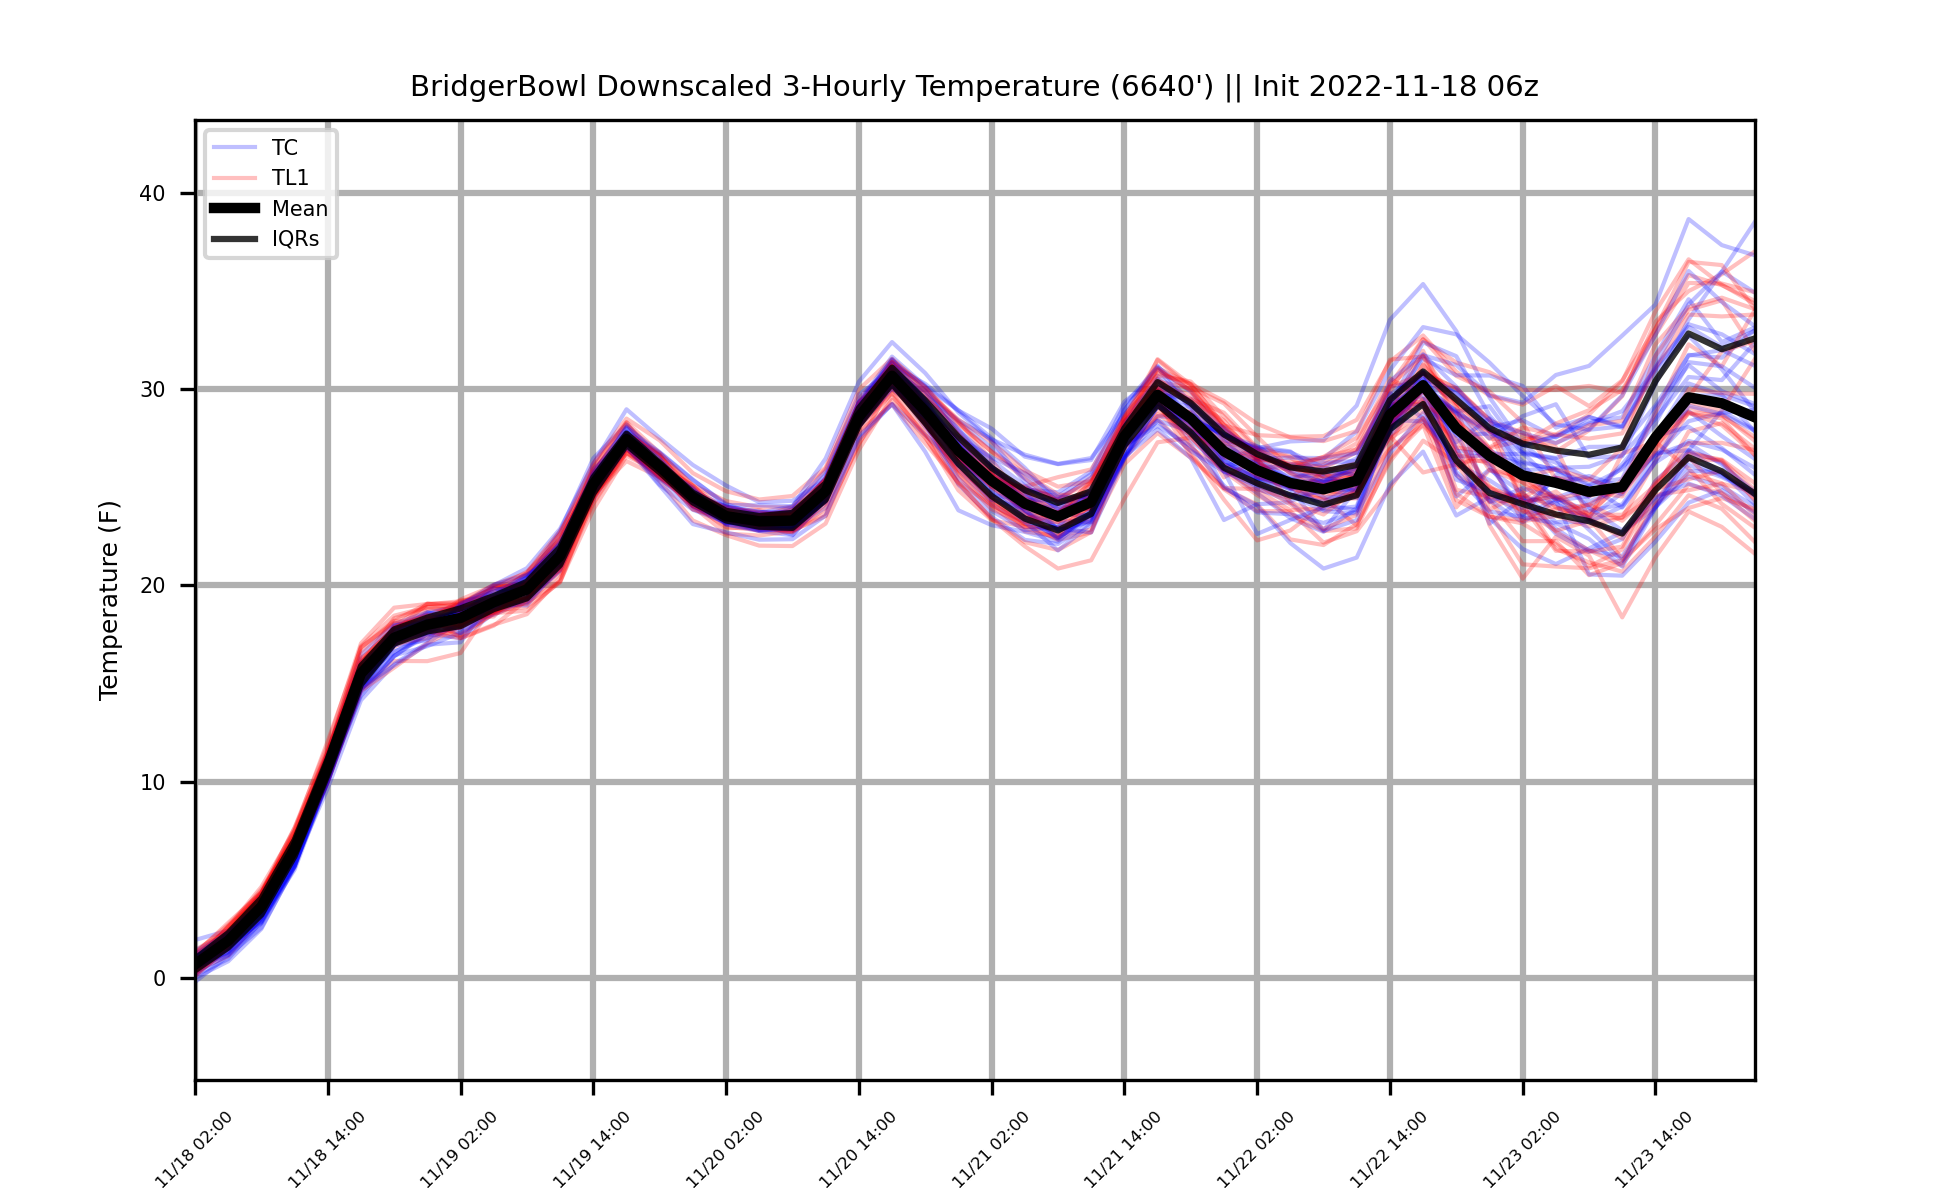 BridgerBowl Downscaled 3-Hourly Temperature (6640') || Init 2022-11-18 06z
TC
TL1
Mean
IQRs
Temperature (F)
40
30
20
10
0
11/18 02:00
11/18 14:00
11/19 02:00
11/19 14:00
11/20 02:00
11/20 14:00
11/21 02:00
11/21 14:00
11/22 02:00
11/22 14:00
11/23 02:00
11/23 14:00